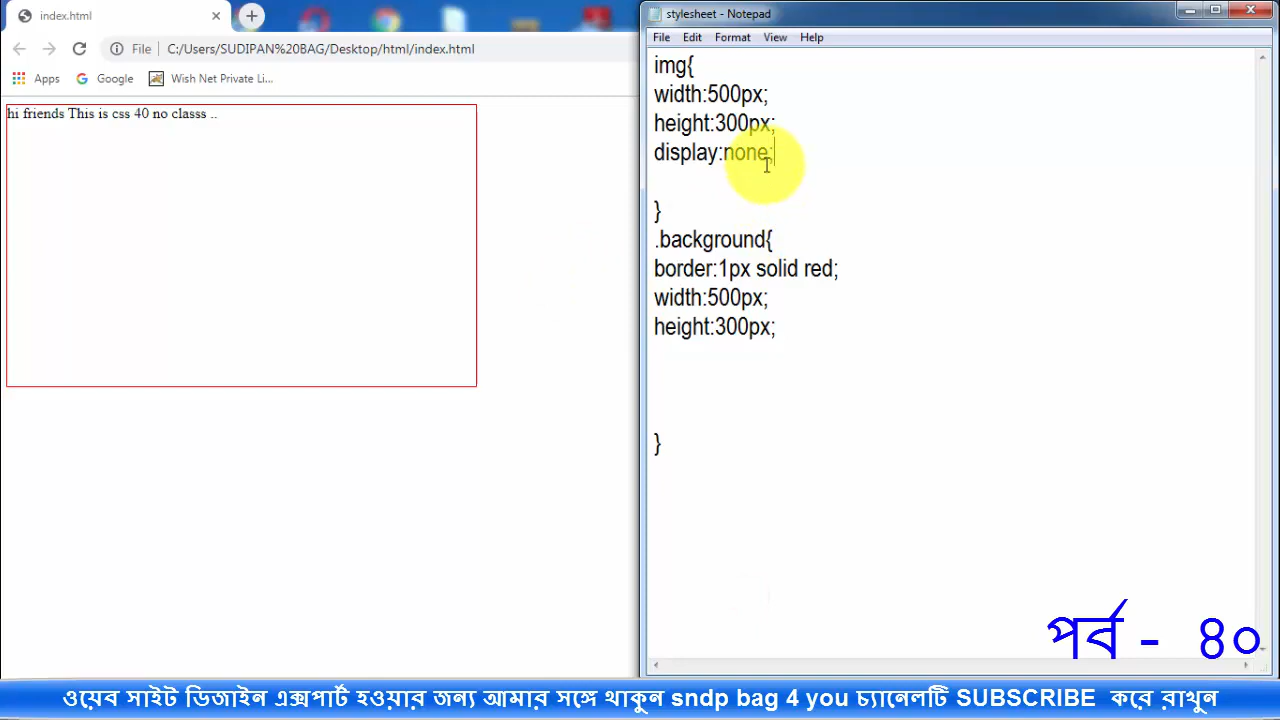 index.html
stylesheet - Notepad
File C:/Users/SUDIPAN%20BAG/Desktop/html/index.html
File Edit Format View Help
Apps Google Wish Net Private Li...
hi friends This is css 40 no classs ..
img{
width:500px;
height:300px;
display:none;
}
.background{
border:1px solid red;
width:500px;
height:300px;
}
পর্ব - ৪০
ওয়েব সাইট ডিজাইন এক্সপার্ট হওয়ার জন্য আমার সঙ্গে থাকুন sndp bag 4 you চ্যানেলটি SUBSCRIBE করে রাখুন